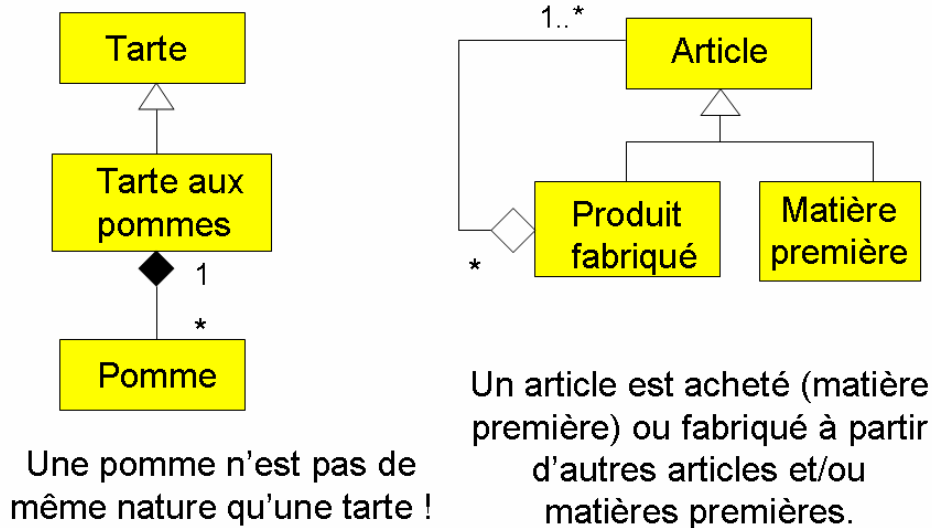 Tarte
Tarte aux
pommes
1
*
Pomme
Une pomme n'est pas de
même nature qu'une tarte !
1..*
Article
Produit
fabriqué
*
Matière
première
Un article est acheté (matière
première) ou fabriqué à partir
d'autres articles et/ou
matières premières.